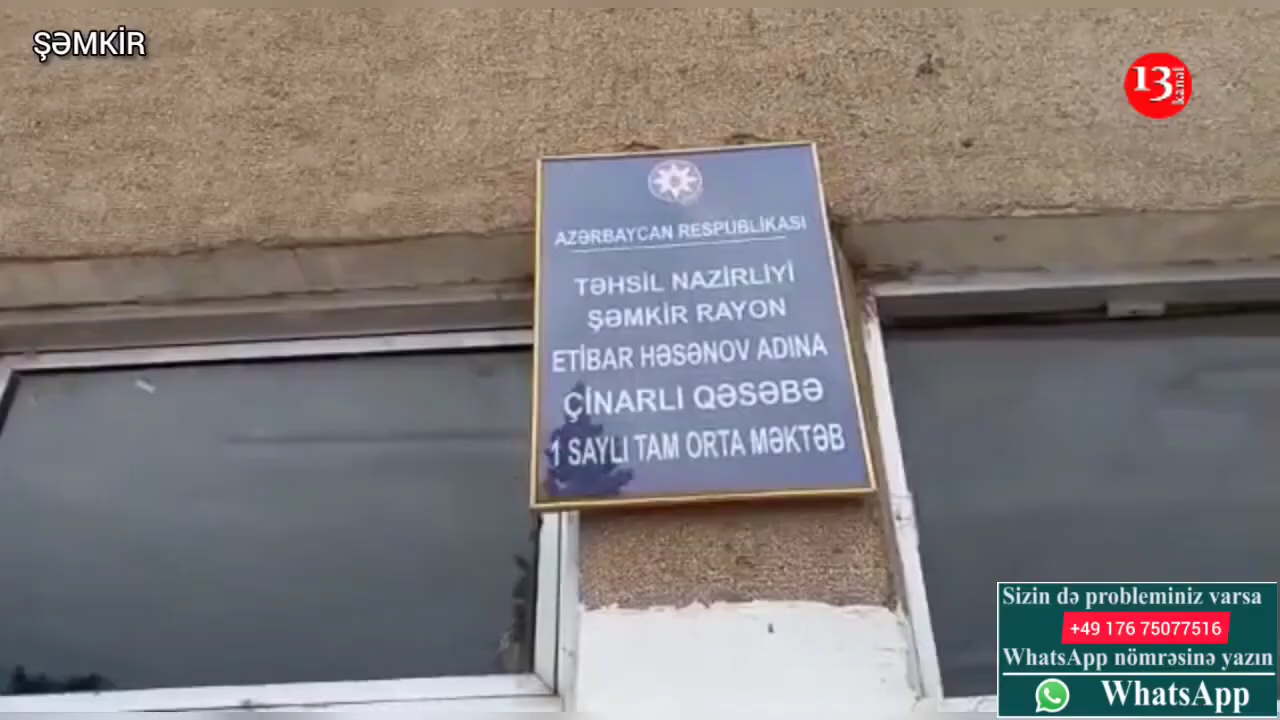 ŞƏMKİR
13
kanal
AZƏRBAYCAN RESPUBLİKASI
TƏHSİL NAZİRLİYİ
ŞƏMKİR RAYON
ETİBAR HƏSƏNOV ADINA
ÇİNARLI QƏSƏBƏ
1 SAYLI TAM ORTA MƏKTƏB
Sizin də probleminiz varsa
+49 176 75077516
WhatsApp nömrəsinə yazın
WhatsApp